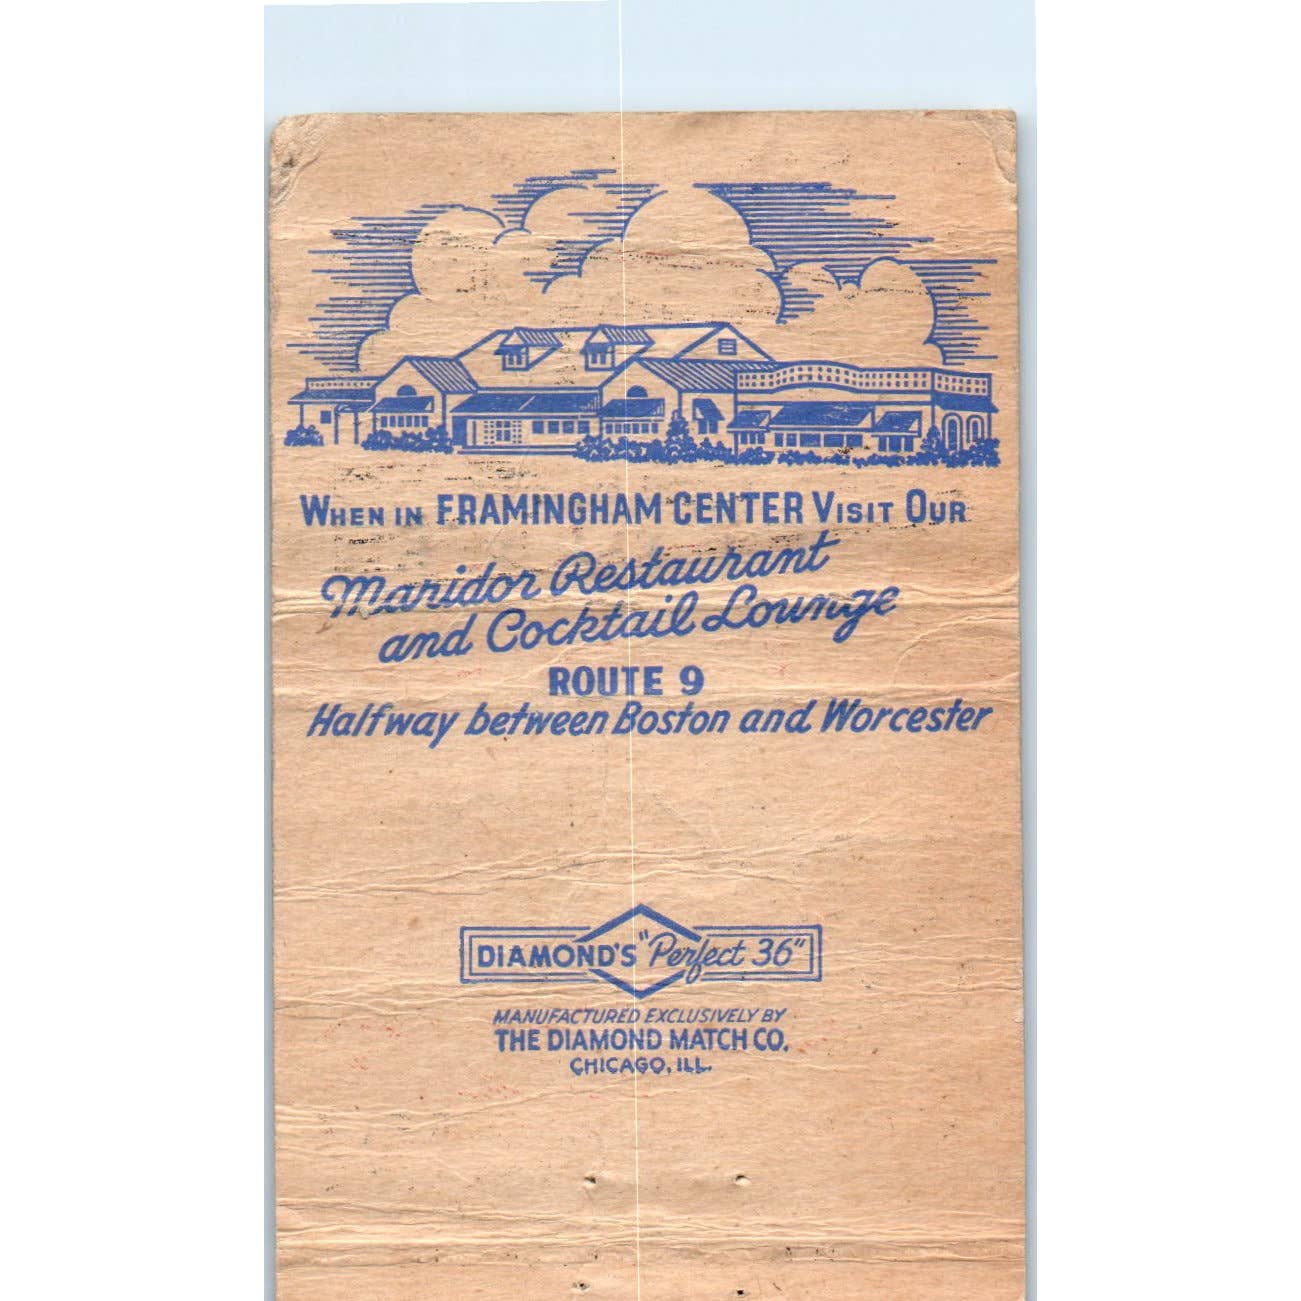 WHEN IN FRAMINGHAM CENTER VISIT OUR
Maridor Restaurant
and Cocktail Lounge
ROUTE 9
Halfway between Boston and Worcester
DIAMOND'S "Perfect 36"
MANUFACTURED EXCLUSIVELY BY
THE DIAMOND MATCH CO.
CHICAGO, ILL.